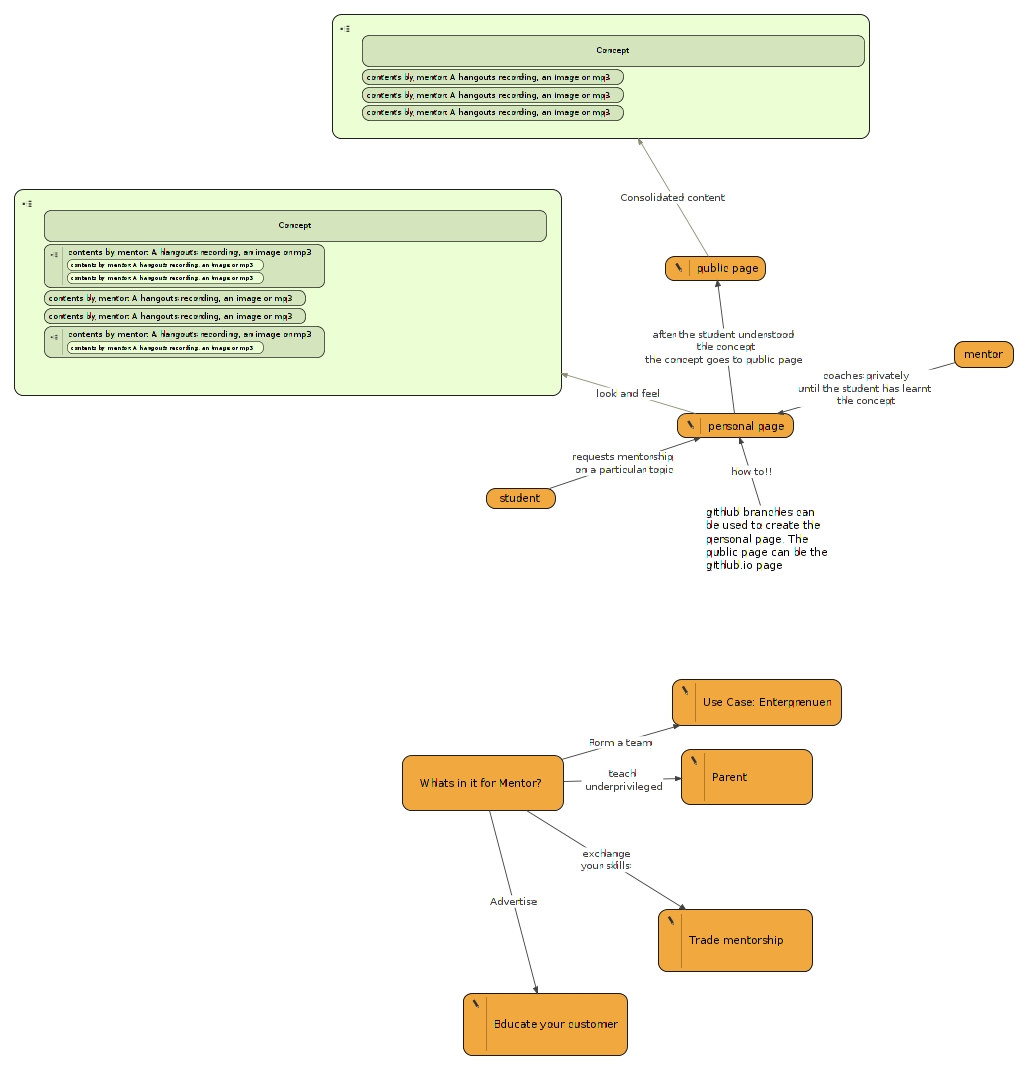 Concept
contents by mentor: A hangouts recording, an image or mp3
contents by mentor: A hangouts recording, an image or mp3
contents by mentor: A hangouts recording, an image or mp3
Consolidated content
Concept
contents by mentor: A hangouts recording, an image or mp3
contents by mentor: A hangouts recording, an image or mp3
contents by mentor: A hangouts recording, an image or mp3
contents by mentor: A hangouts recording, an image or mp3
contents by mentor: A hangouts recording, an image or mp3
contents by mentor: A hangouts recording, an image or mp3
contents by mentor: A hangouts recording, an image or mp3
public page
after the student understood
the concept
the concept goes to public page
mentor
coaches privately
until the student has learnt
the concept
look and feel
personal page
requests mentorship
on a particular topic
how to!!
student
github branches can
be used to create the
personal page. The
public page can be the
github.io page
Use Case: Enterprenuer
Form a team
Whats in it for Mentor?
teach
underprivileged
Parent
exchange
your skills
Advertise
Trade mentorship
Educate your customer